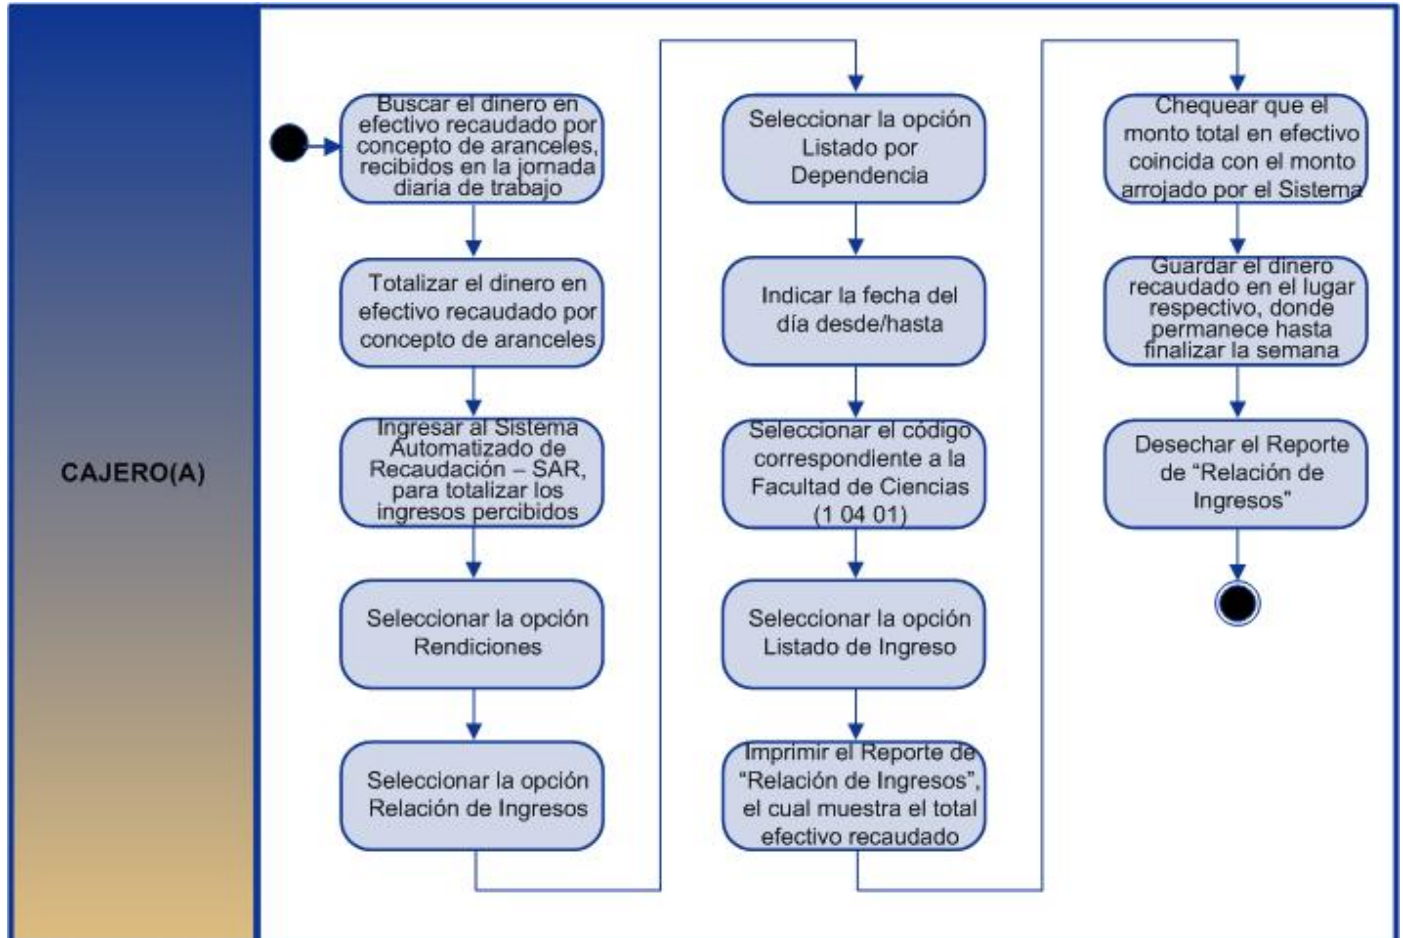 CAJERO(A)
Buscar el dinero en
efectivo recaudado por
concepto de aranceles,
recibidos en la jornada
diaria de trabajo
Totalizar el dinero en
efectivo recaudado por
concepto de aranceles
Ingresar al Sistema
Automatizado de
Recaudación – SAR,
para totalizar los
ingresos percibidos
Seleccionar la opción
Rendiciones
Seleccionar la opción
Relación de Ingresos
Seleccionar la opción
Listado por
Dependencia
Indicar la fecha del
día desde/hasta
Seleccionar el código
correspondiente a la
Facultad de Ciencias
(1 04 01)
Seleccionar la opción
Listado de Ingreso
Imprimir el Reporte de
“Relación de Ingresos”,
el cual muestra el total
efectivo recaudado
Chequear que el
monto total en efectivo
coincida con el monto
arrojado por el Sistema
Guardar el dinero
recaudado en el lugar
respectivo, donde
permanece hasta
finalizar la semana
Desechar el Reporte
de “Relación de
Ingresos”